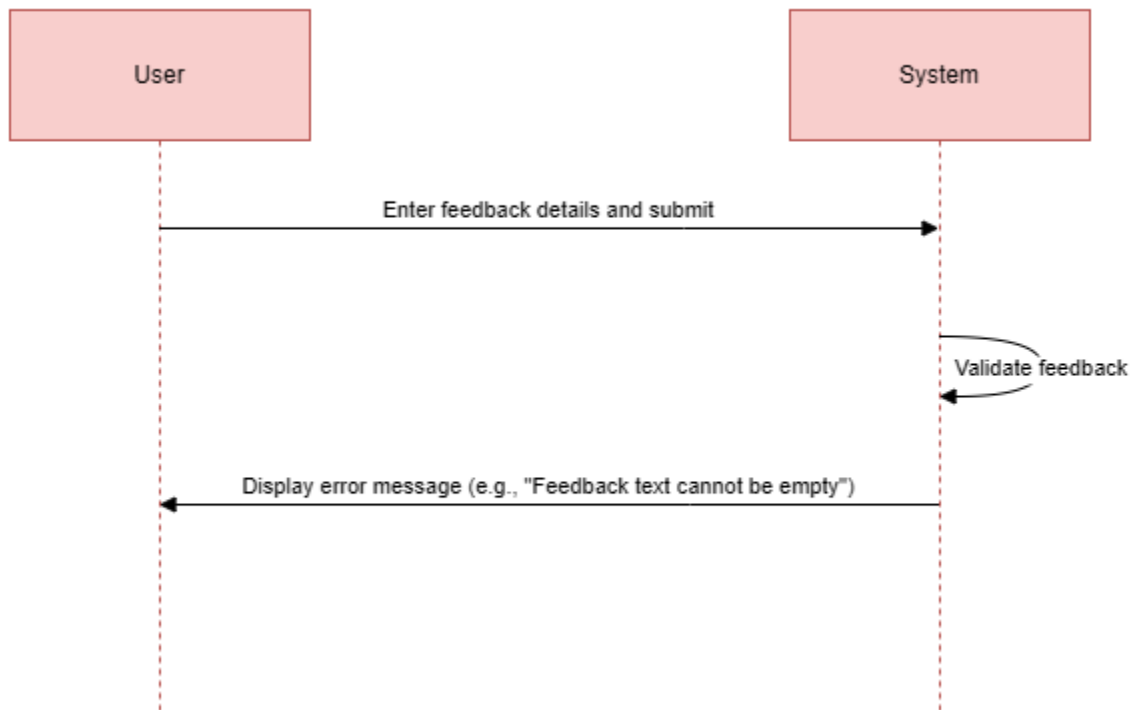 User
System
Enter feedback details and submit
Validate feedback
Display error message (e.g., "Feedback text cannot be empty")